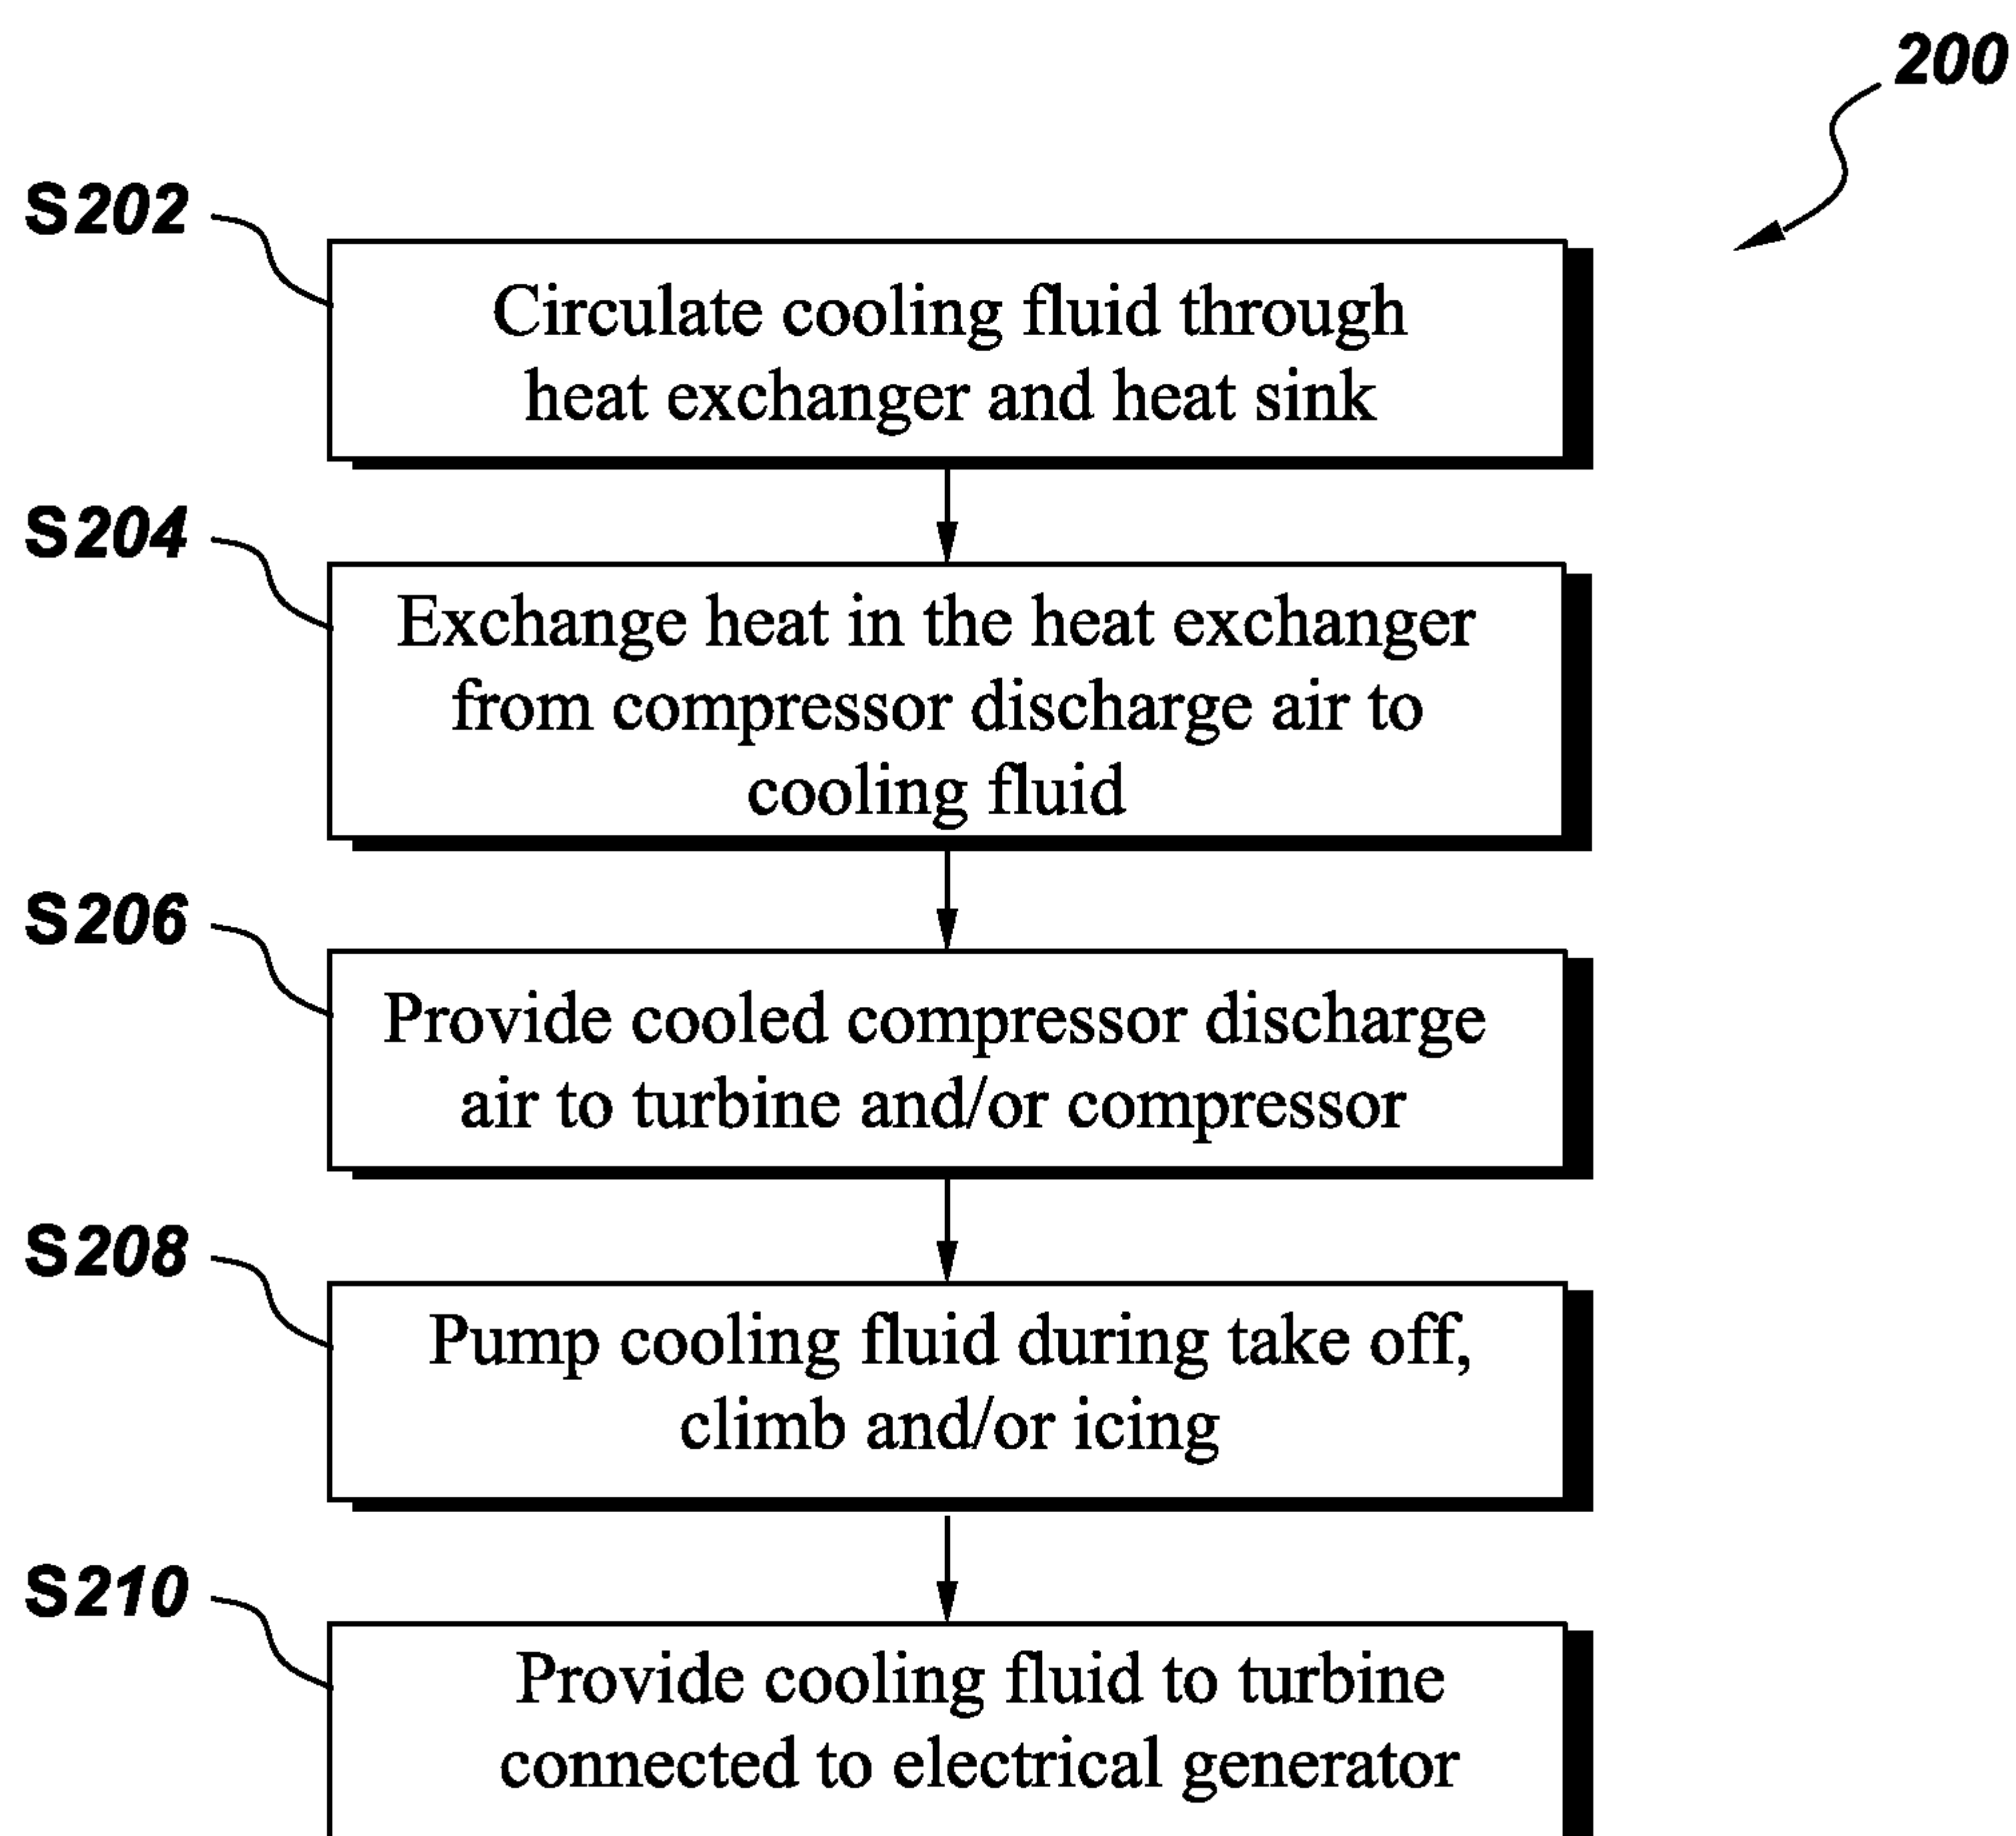 200
S202
Circulate cooling fluid through
heat exchanger and heat sink
S204
Exchange heat in the heat exchanger
from compressor discharge air to
cooling fluid
S206
Provide cooled compressor discharge
air to turbine and/or compressor
S208
Pump cooling fluid during take off,
climb and/or icing
S210
Provide cooling fluid to turbine
connected to electrical generator